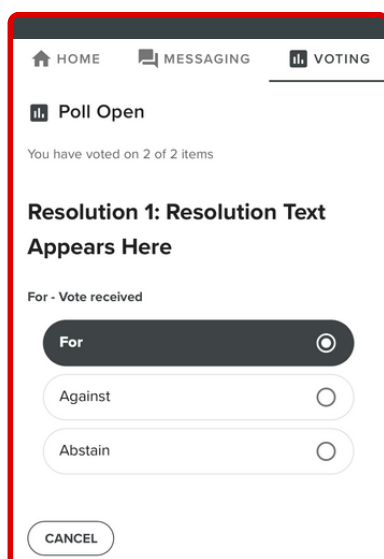 HOME MESSAGING VOTING
Poll Open
You have voted on 2 of 2 items
Resolution 1: Resolution Text
Appears Here
For - Vote received
For
Against
Abstain
CANCEL